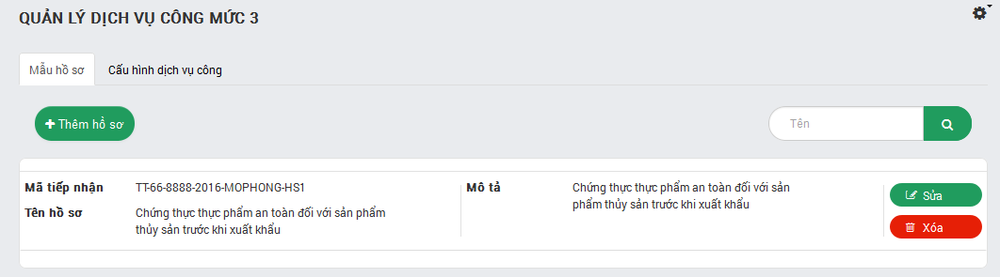 QUẢN LÝ DỊCH VỤ CÔNG MỨC 3
Mẫu hồ sơ
Cấu hình dịch vụ công
Thêm hồ sơ
Tên
Mã tiếp nhận
TT-66-8888-2016-MOPHONG-HS1
Tên hồ sơ
Chứng thực thực phẩm an toàn đối với sản phẩm
thủy sản trước khi xuất khẩu
Mô tả
Chứng thực thực phẩm an toàn đối với sản
phẩm thủy sản trước khi xuất khẩu
Sửa
Xóa